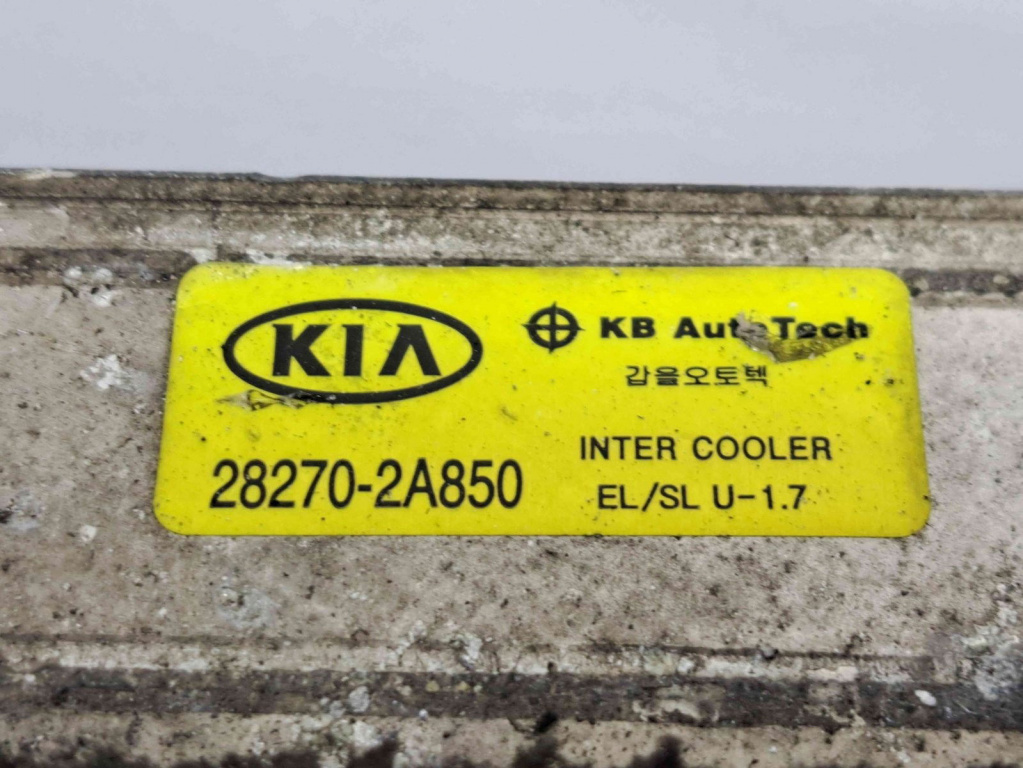 KIA
KB AutoTech
갑을오토텍
28270-2A850
INTER COOLER
EL/SL U-1.7